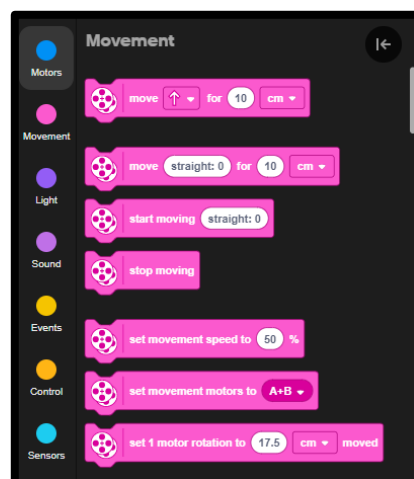 Movement
Motors
Movement
Light
Sound
Events
Control
Sensors
move for 10 cm
move straight: 0 for 10 cm
start moving straight: 0
stop moving
set movement speed to 50 %
set movement motors to A+B
set 1 motor rotation to 17.5 cm moved